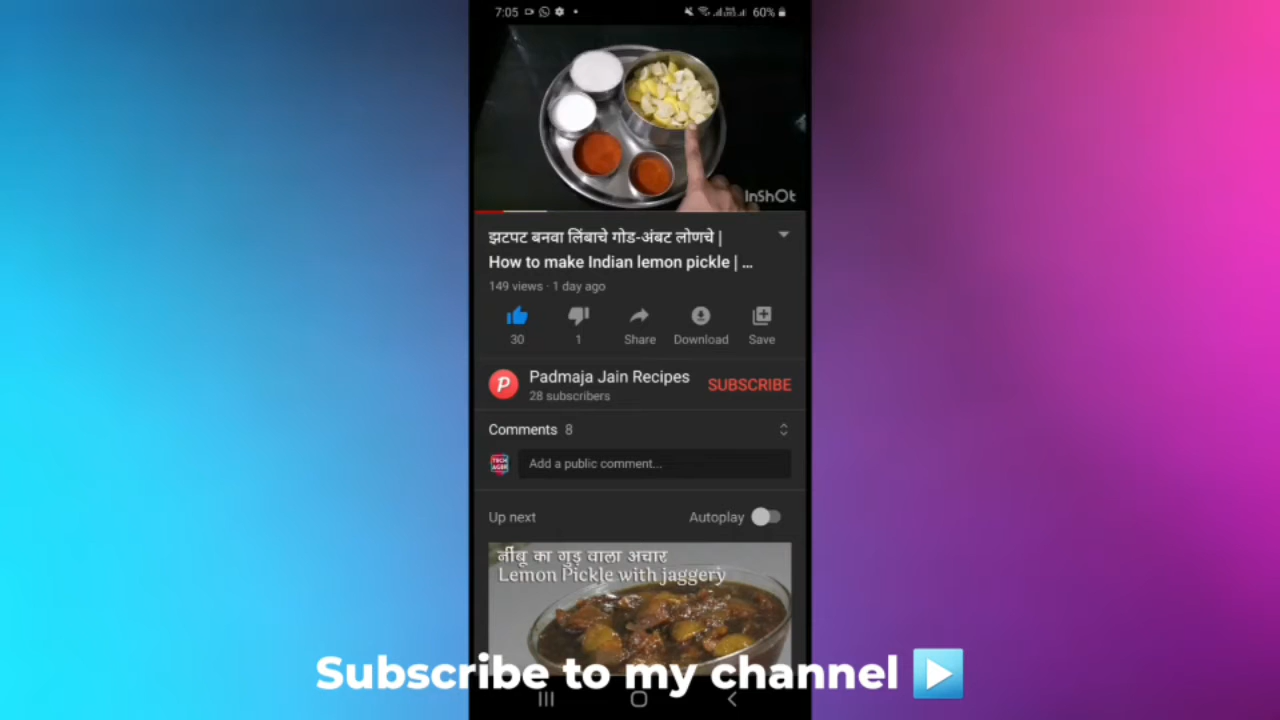 7:05
60%
InShOt
झटपट बनवा लिंबाचे गोड-अंबट लोणचे |
How to make Indian lemon pickle | ...
149 views · 1 day ago
30
1
Share
Download
Save
P
Padmaja Jain Recipes
28 subscribers
SUBSCRIBE
Comments 8
Add a public comment...
Up next
Autoplay
नींबू का गुड़ वाला अचार
Lemon Pickle with jaggery
Subscribe to my channel